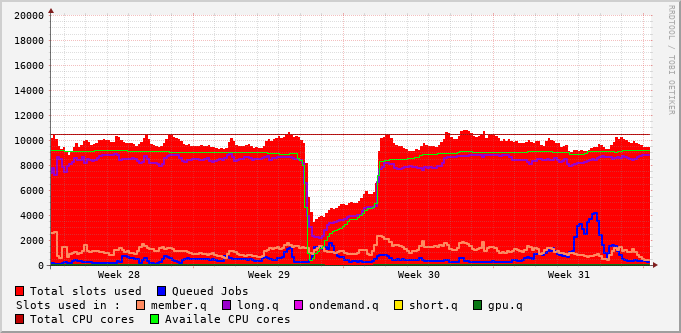 RRDTOOL / TOBI OETIKER
20000
18000
16000
14000
12000
10000
8000
6000
4000
2000
0
Week 28 Week 29 Week 30 Week 31
Total slots used Queued Jobs
Slots used in : member.q long.q ondemand.q short.q gpu.q
Total CPU cores Availale CPU cores